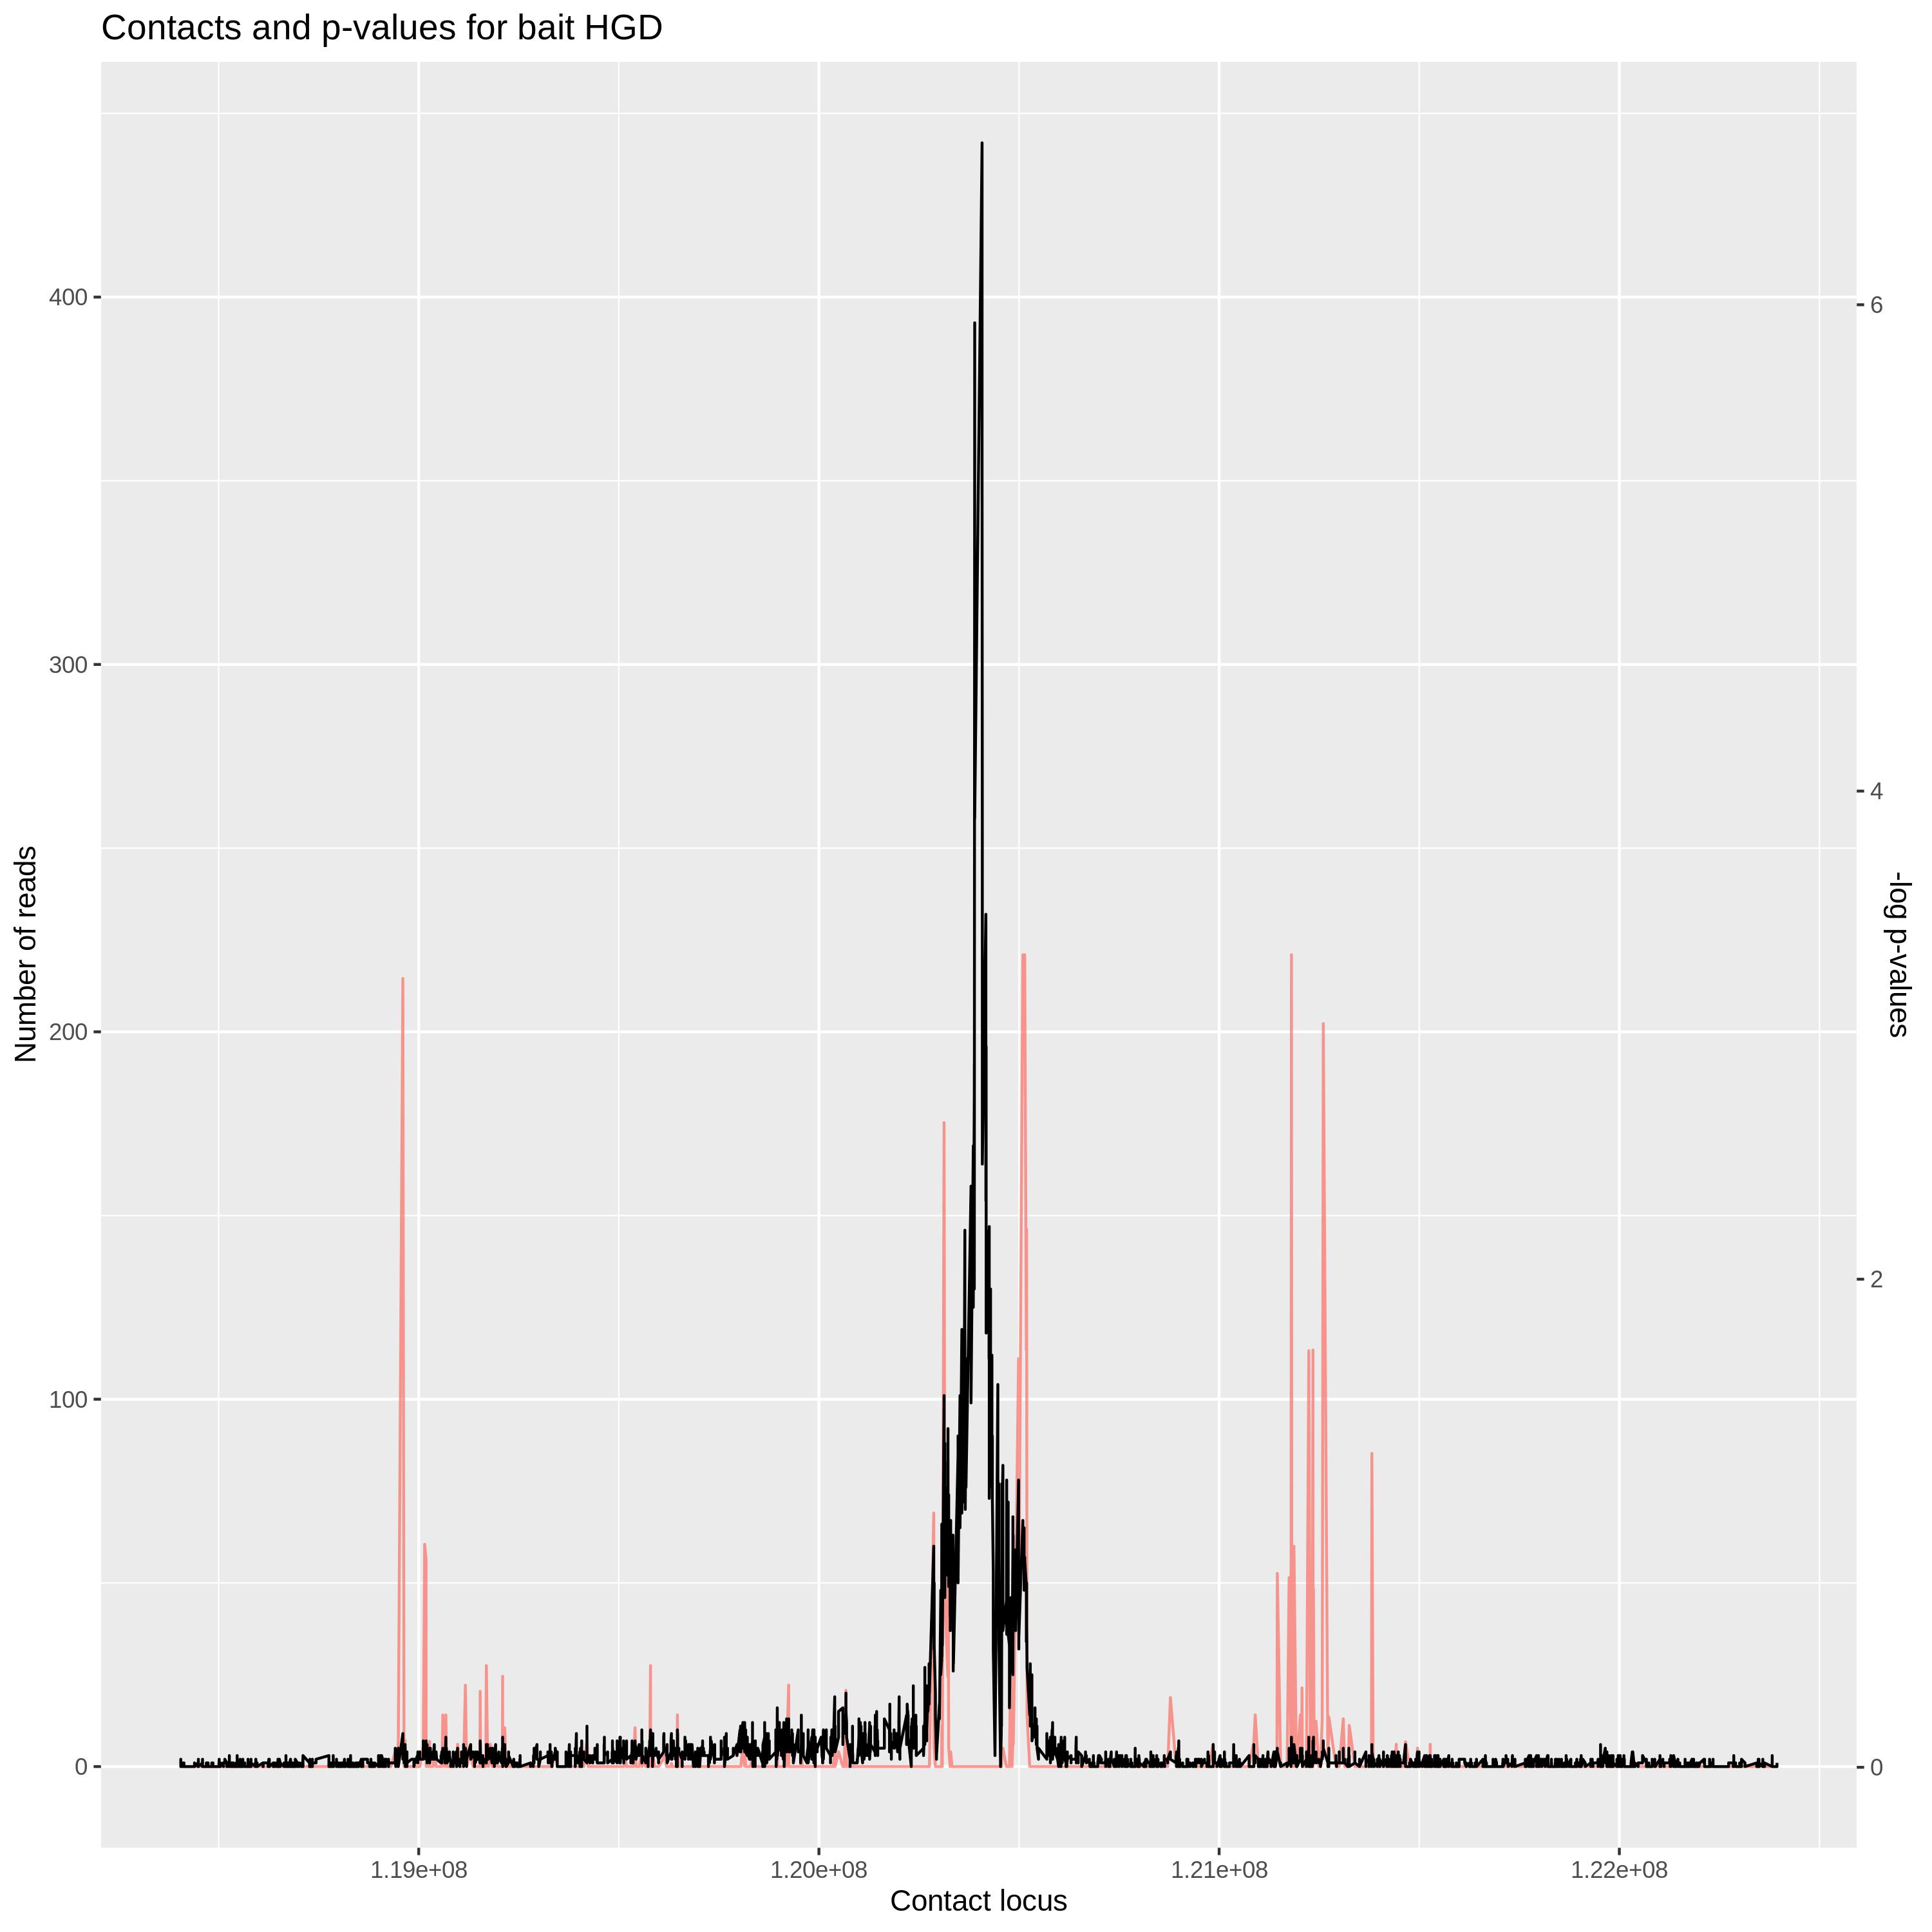 Contacts and p-values for bait HGD
400
300
200
100
0
Number of reads
6
4
2
0
-log p-values
1.19e+08
1.20e+08
1.21e+08
1.22e+08
Contact locus